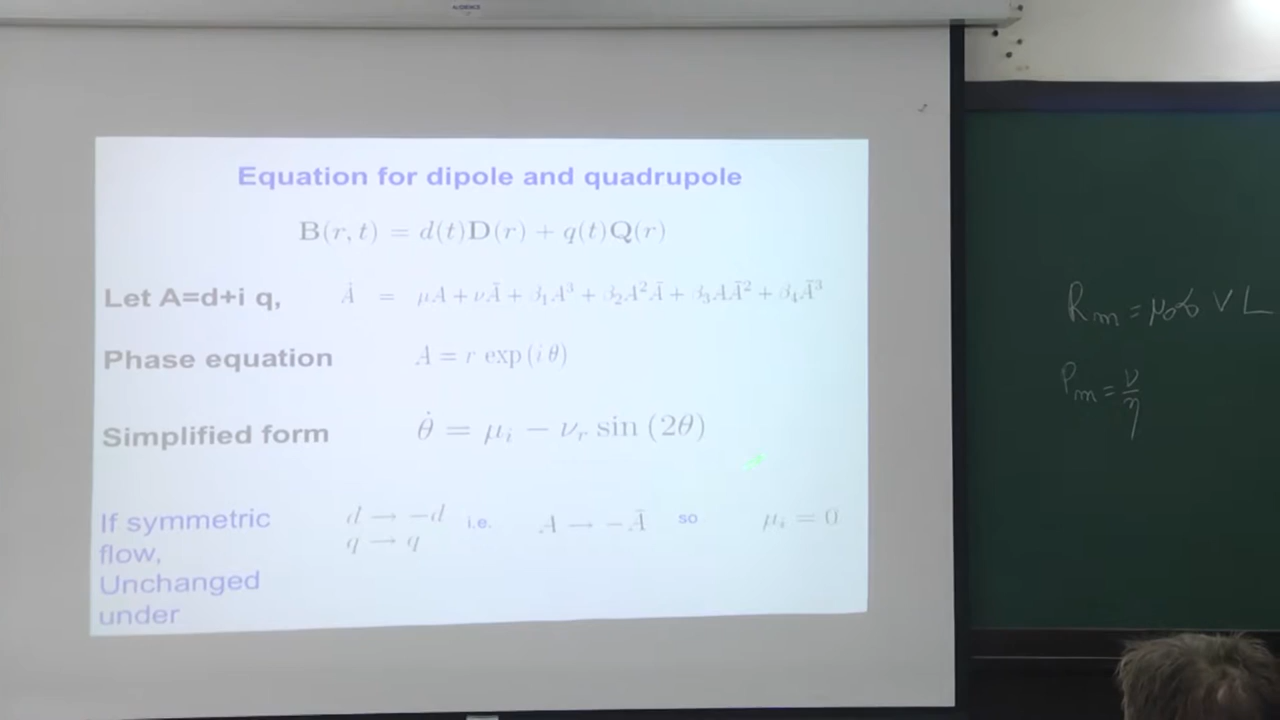 AUDIENCE
Equation for dipole and quadrupole
B(r, t) = d(t)D(r) + q(t)Q(r)
Let A=d+i q, Ȧ = μA + νĀ + β₁A³ + β₂A²Ā + β₃AĀ² + β₄Ā³
Phase equation A = r exp (i θ)
Simplified form θ̇ = μᵢ − νᵣ sin (2θ)
If symmetric flow, Unchanged under
d → −d
q → q
i.e. A → −Ā so μᵢ = 0
Rm = μ₀σ V L
Pm = ν/η